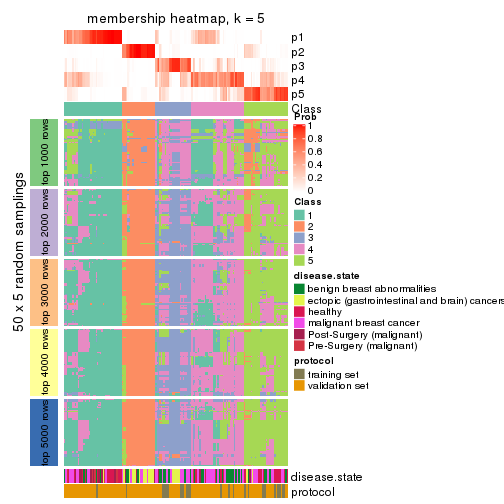 membership heatmap, k = 5
p1
p2
p3
p4
p5
Class
50 x 5 random samplings
top 1000 rows
top 2000 rows
top 3000 rows
top 4000 rows
top 5000 rows
Prob
1
0.8
0.6
0.4
0.2
0
Class
1
2
3
4
5
disease.state
benign breast abnormalities
ectopic (gastrointestinal and brain) cancers
healthy
malignant breast cancer
Post-Surgery (malignant)
Pre-Surgery (malignant)
protocol
training set
validation set
disease.state
protocol